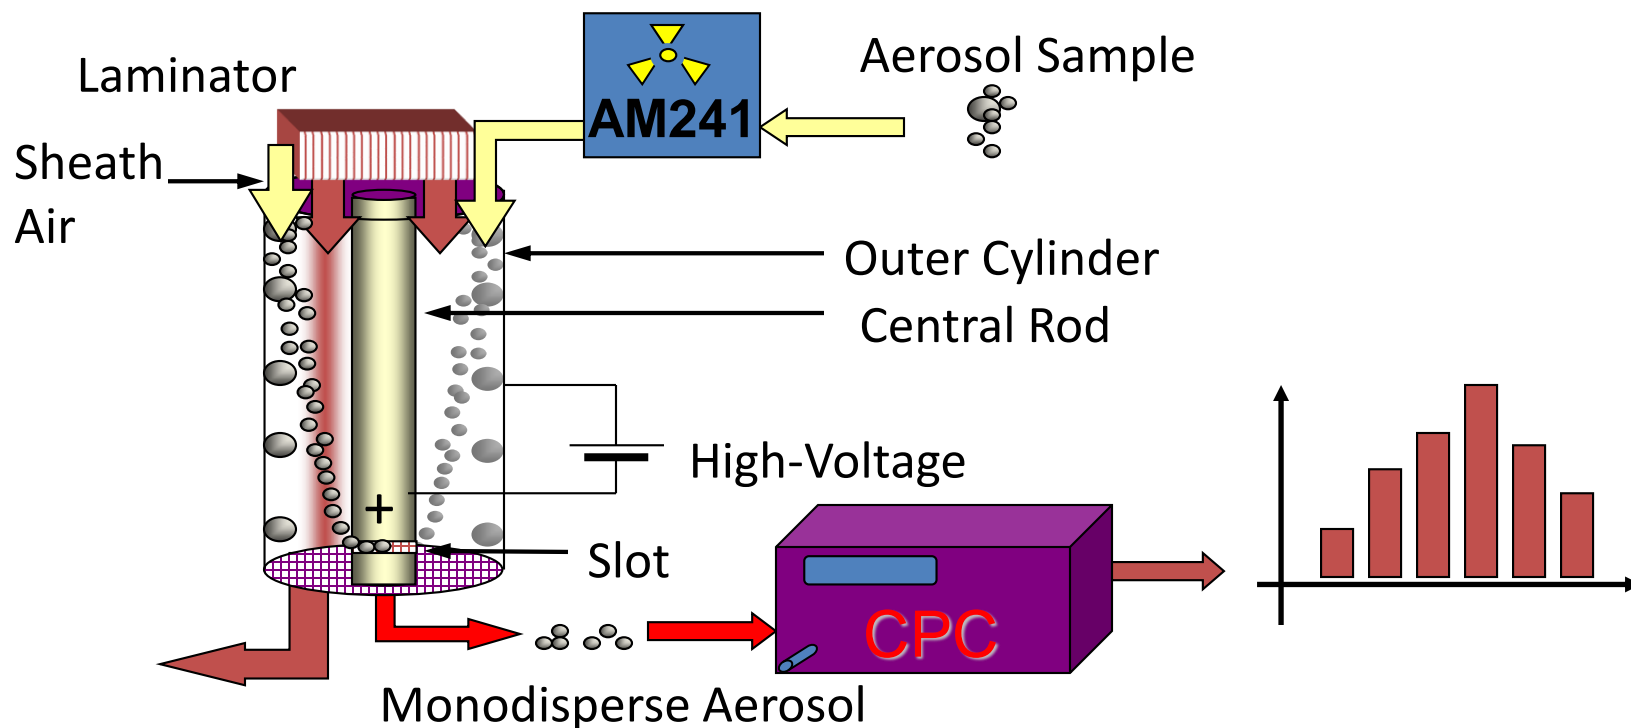 Laminator
AM241
Aerosol Sample
Sheath
Air
Outer Cylinder
Central Rod
High-Voltage
+
Slot
CPC
Monodisperse Aerosol